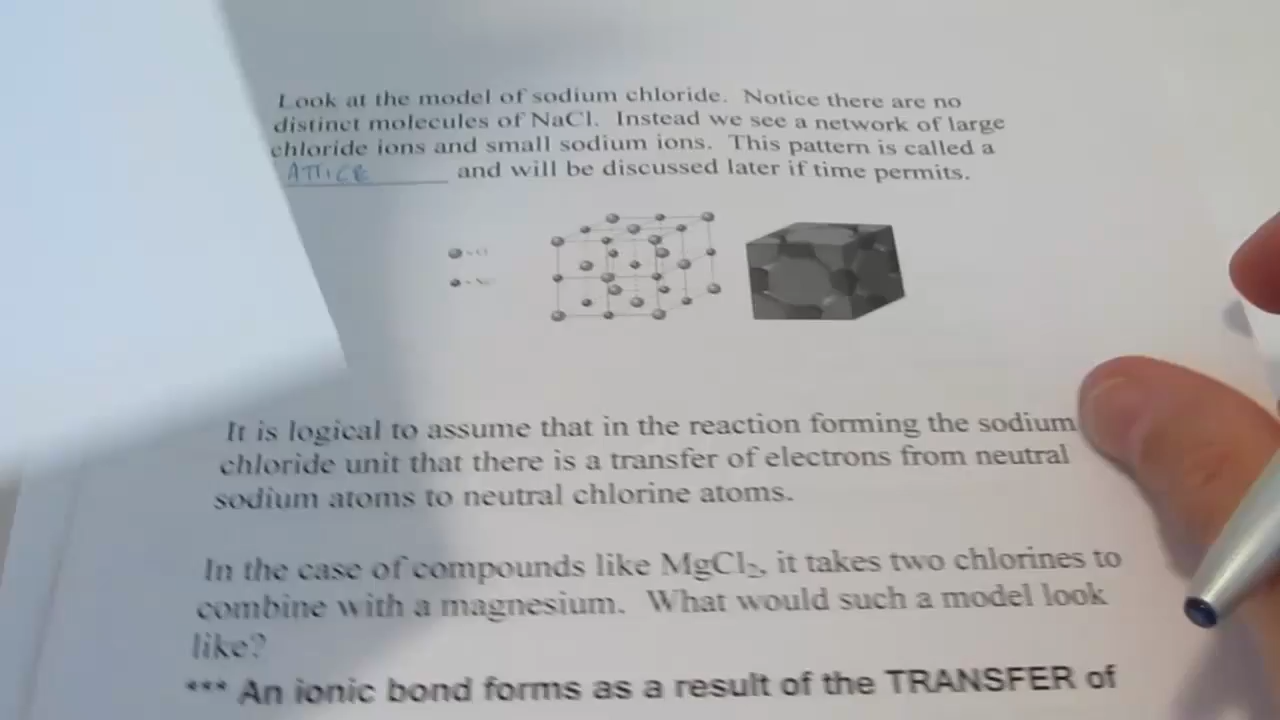 Look at the model of sodium chloride. Notice there are no
distinct molecules of NaCl. Instead we see a network of large
chloride ions and small sodium ions. This pattern is called a
ATTICE and will be discussed later if time permits.
It is logical to assume that in the reaction forming the sodium
chloride unit that there is a transfer of electrons from neutral
sodium atoms to neutral chlorine atoms.
In the case of compounds like MgCl₂, it takes two chlorines to
combine with a magnesium. What would such a model look
like?
*** An ionic bond forms as a result of the TRANSFER of